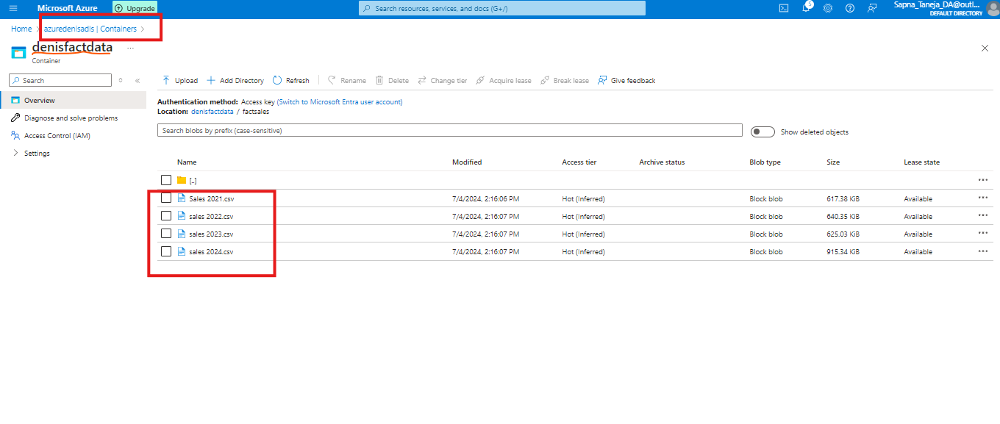 Microsoft Azure Upgrade Search resources, services, and docs (G+/) 5 Sapna_Taneja_DA@outl...
DEFAULT DIRECTORY
Home > azuredenisadls | Containers >
denisfactdata ...
Container
Search
Upload Add Directory Refresh Rename Delete Change tier Acquire lease Break lease Give feedback
Overview
Diagnose and solve problems
Access Control (IAM)
Settings
Authentication method: Access key (Switch to Microsoft Entra user account)
Location: denisfactdata / factsales
Search blobs by prefix (case-sensitive)
Show deleted objects
Name Modified Access tier Archive status Blob type Size Lease state
[..]
Sales 2021.csv 7/4/2024, 2:16:06 PM Hot (Inferred) Block blob 617.38 KiB Available
sales 2022.csv 7/4/2024, 2:16:07 PM Hot (Inferred) Block blob 640.35 KiB Available
sales 2023.csv 7/4/2024, 2:16:07 PM Hot (Inferred) Block blob 625.03 KiB Available
sales 2024.csv 7/4/2024, 2:16:07 PM Hot (Inferred) Block blob 915.34 KiB Available